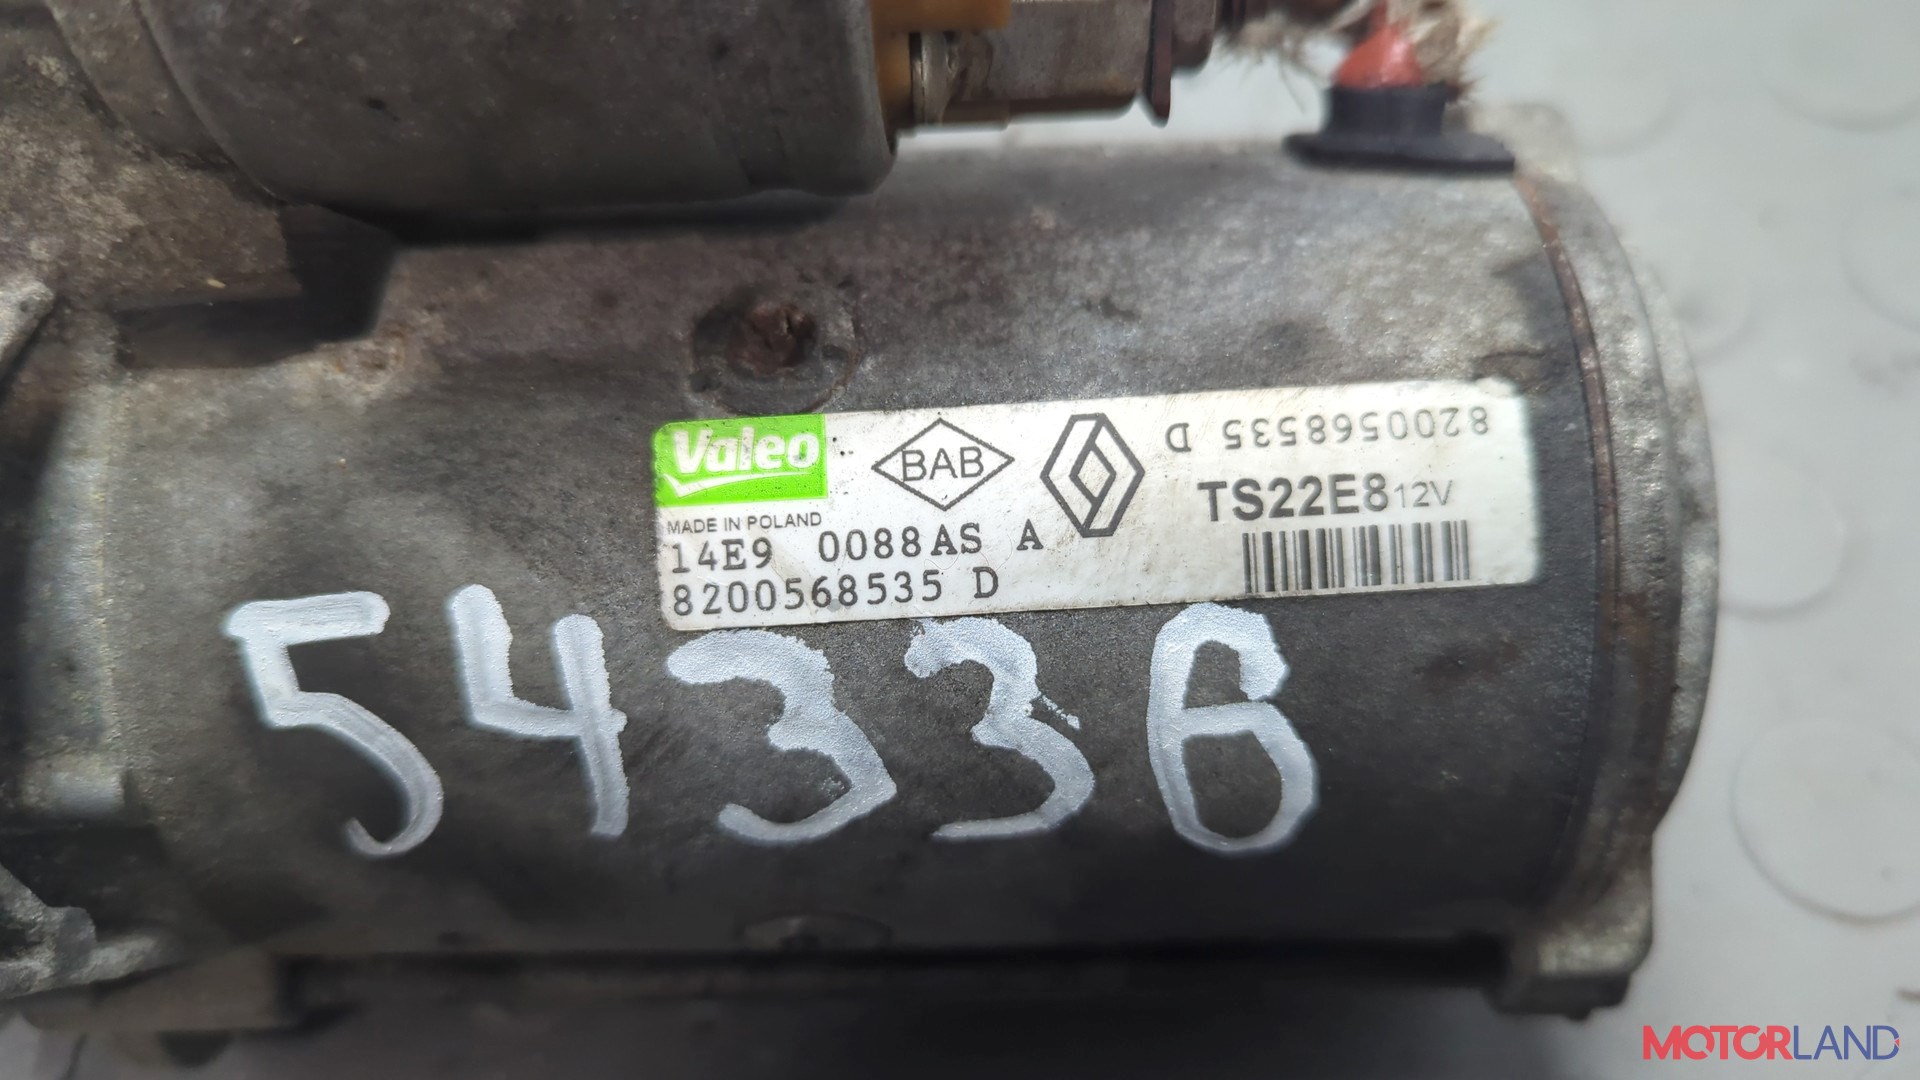 Valeo
BAB
8200568535 D
TS22E8 12V
MADE IN POLAND
14E9 0088AS A
8200568535 D
54336
MOTORLAND